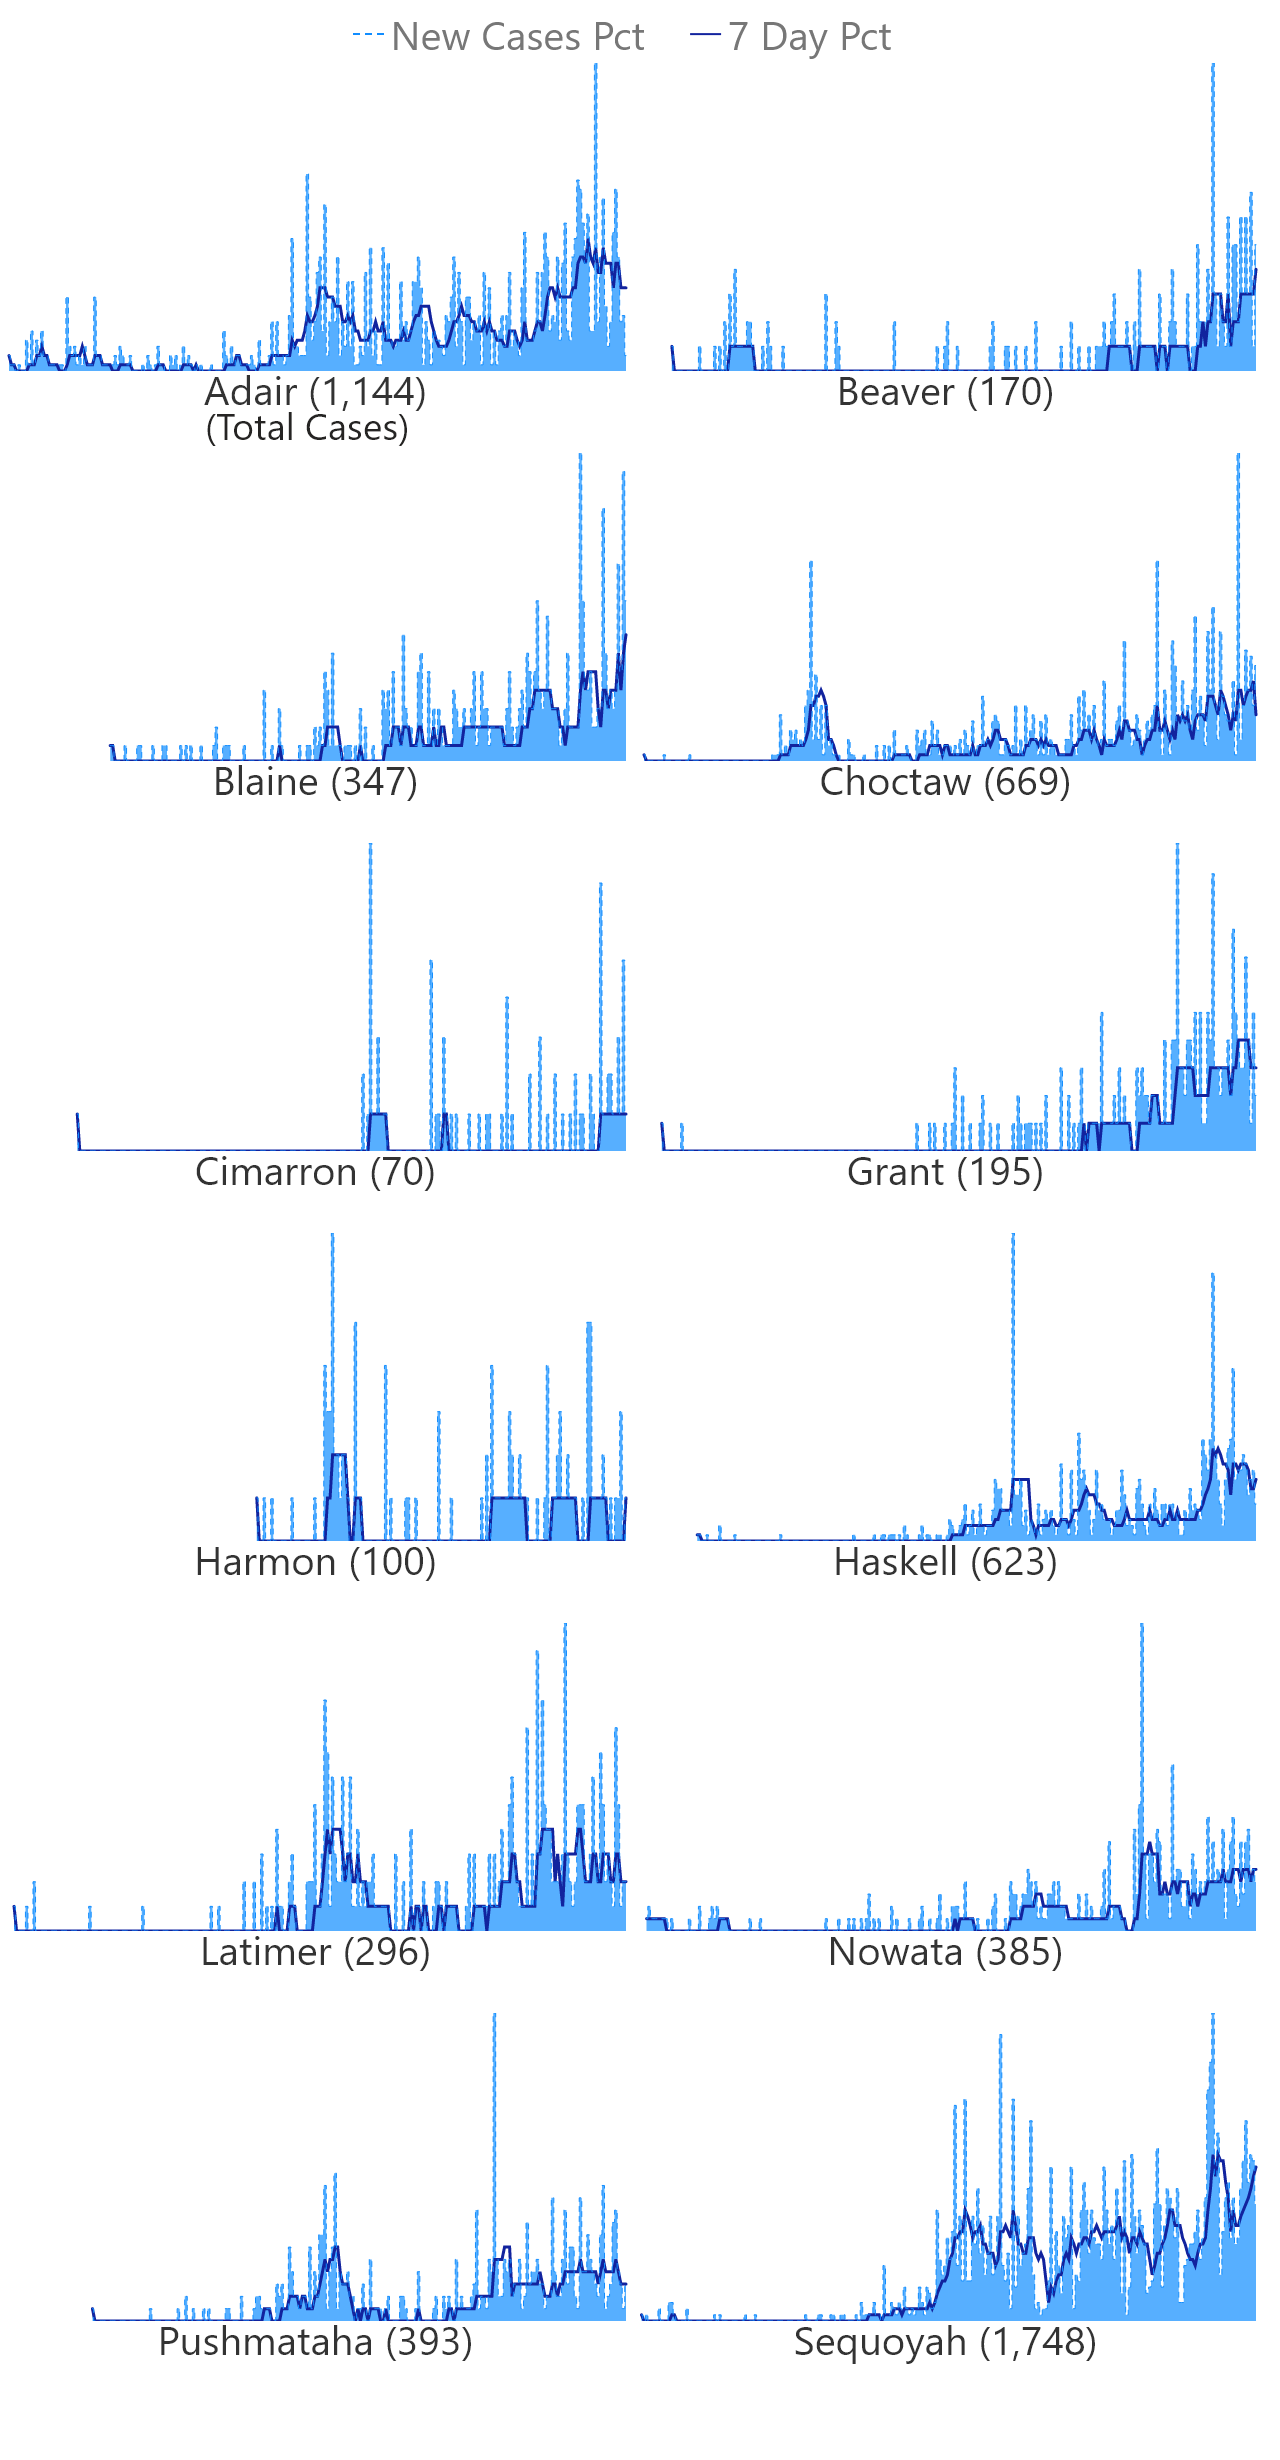 New Cases Pct 7 Day Pct
Adair (1,144) Beaver (170)
(Total Cases)
Blaine (347) Choctaw (669)
Cimarron (70) Grant (195)
Harmon (100) Haskell (623)
Latimer (296) Nowata (385)
Pushmataha (393) Sequoyah (1,748)